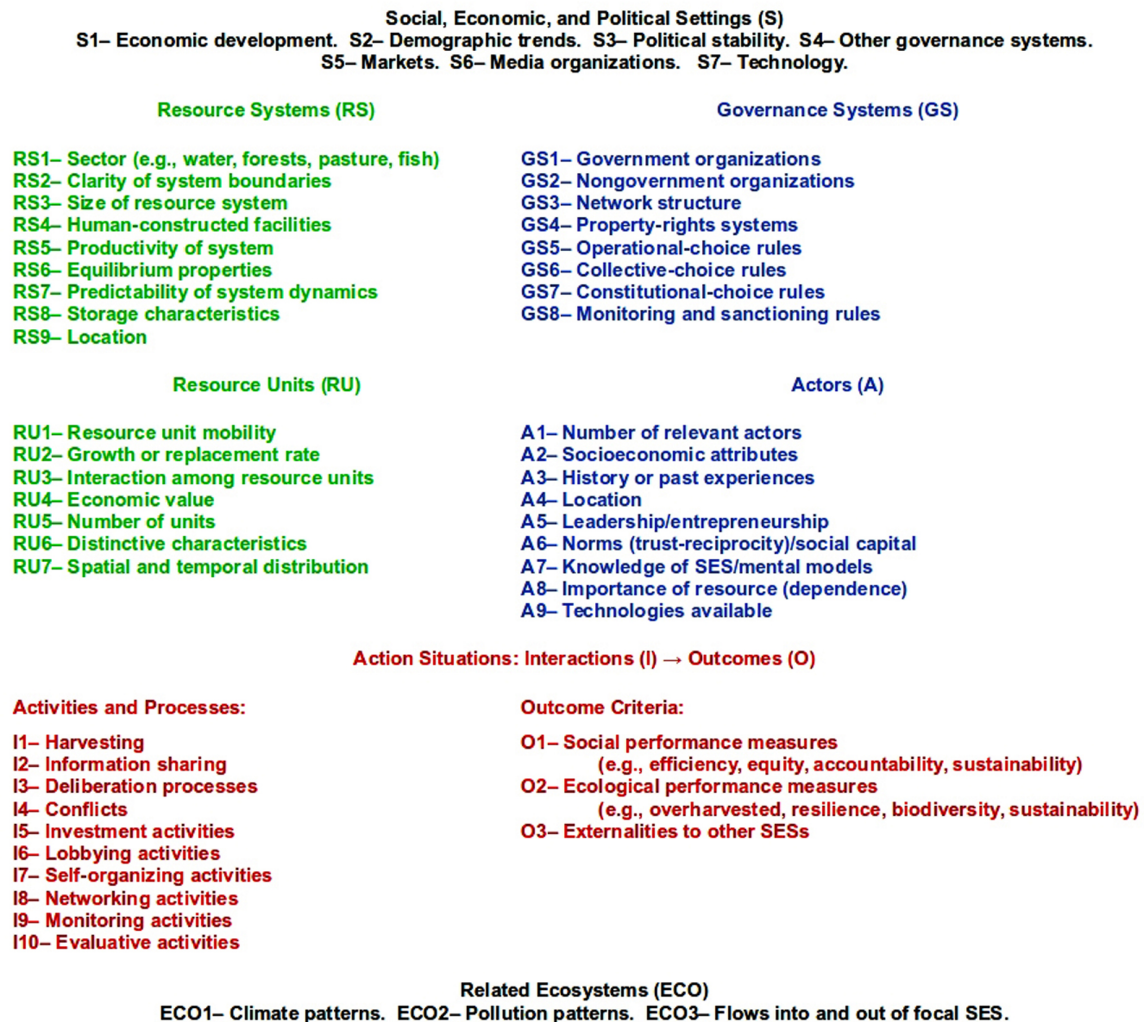 Social, Economic, and Political Settings (S)
S1– Economic development.  S2– Demographic trends.  S3– Political stability.  S4– Other governance systems.
S5– Markets.  S6– Media organizations.   S7– Technology.
Resource Systems (RS)
RS1– Sector (e.g., water, forests, pasture, fish)
RS2– Clarity of system boundaries
RS3– Size of resource system
RS4– Human-constructed facilities
RS5– Productivity of system
RS6– Equilibrium properties
RS7– Predictability of system dynamics
RS8– Storage characteristics
RS9– Location
Governance Systems (GS)
GS1– Government organizations
GS2– Nongovernment organizations
GS3– Network structure
GS4– Property-rights systems
GS5– Operational-choice rules
GS6– Collective-choice rules
GS7– Constitutional-choice rules
GS8– Monitoring and sanctioning rules
Resource Units (RU)
RU1– Resource unit mobility
RU2– Growth or replacement rate
RU3– Interaction among resource units
RU4– Economic value
RU5– Number of units
RU6– Distinctive characteristics
RU7– Spatial and temporal distribution
Actors (A)
A1– Number of relevant actors
A2– Socioeconomic attributes
A3– History or past experiences
A4– Location
A5– Leadership/entrepreneurship
A6– Norms (trust-reciprocity)/social capital
A7– Knowledge of SES/mental models
A8– Importance of resource (dependence)
A9– Technologies available
Action Situations: Interactions (I) → Outcomes (O)
Activities and Processes:
I1– Harvesting
I2– Information sharing
I3– Deliberation processes
I4– Conflicts
I5– Investment activities
I6– Lobbying activities
I7– Self-organizing activities
I8– Networking activities
I9– Monitoring activities
I10– Evaluative activities
Outcome Criteria:
O1– Social performance measures
(e.g., efficiency, equity, accountability, sustainability)
O2– Ecological performance measures
(e.g., overharvested, resilience, biodiversity, sustainability)
O3– Externalities to other SESs
Related Ecosystems (ECO)
ECO1– Climate patterns.  ECO2– Pollution patterns.  ECO3– Flows into and out of focal SES.